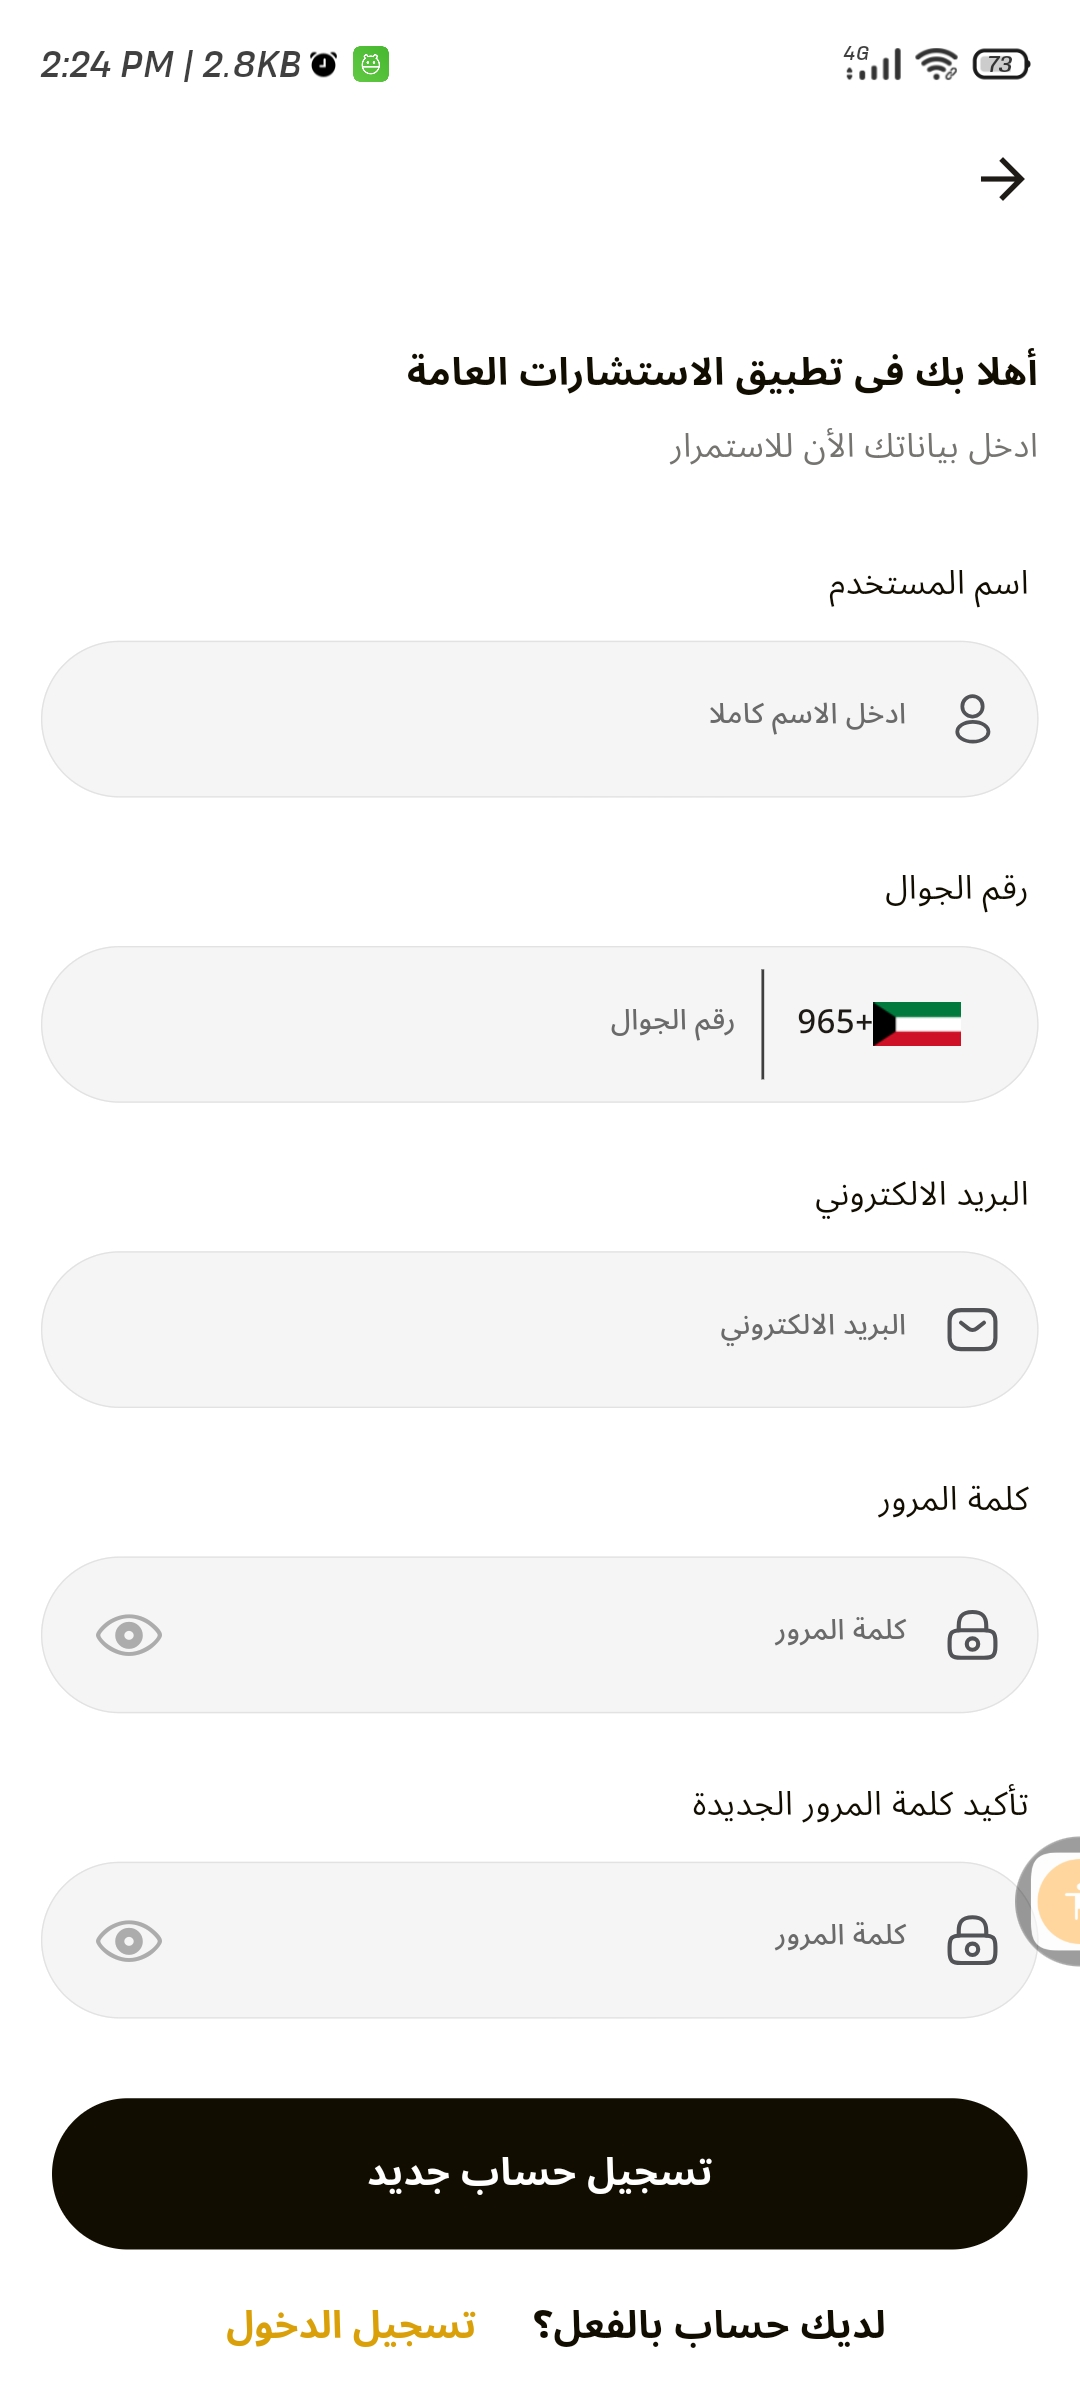 2:24 PM | 2.8KB
4G
73
أهلا بك فى تطبيق الاستشارات العامة
ادخل بياناتك الأن للاستمرار
اسم المستخدم
ادخل الاسم كاملا
رقم الجوال
965+
رقم الجوال
البريد الالكتروني
البريد الالكتروني
كلمة المرور
كلمة المرور
تأكيد كلمة المرور الجديدة
كلمة المرور
تسجيل حساب جديد
لديك حساب بالفعل؟ تسجيل الدخول